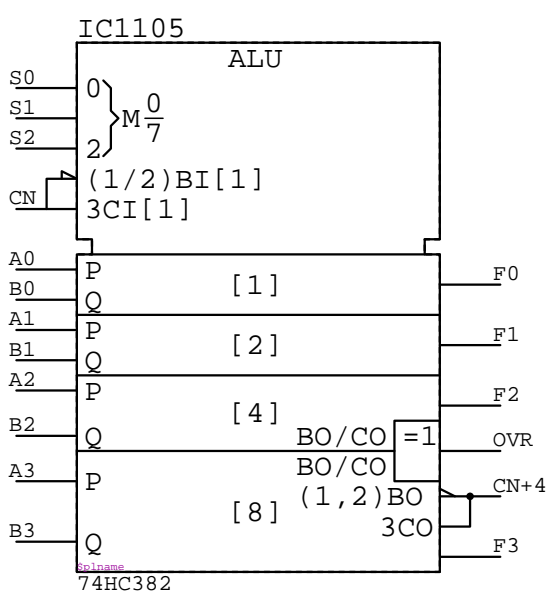 IC1105
ALU
S0
0
S1
M 0/7
S2
2
(1/2)BI[1]
CN
3CI[1]
A0
P
[1]
F0
B0
Q
A1
P
[2]
F1
B1
Q
A2
P
[4]
F2
B2
Q
BO/CO
=1
OVR
A3
P
BO/CO
(1,2)BO
CN+4
[8]
3CO
B3
Q
F3
$plname
74HC382